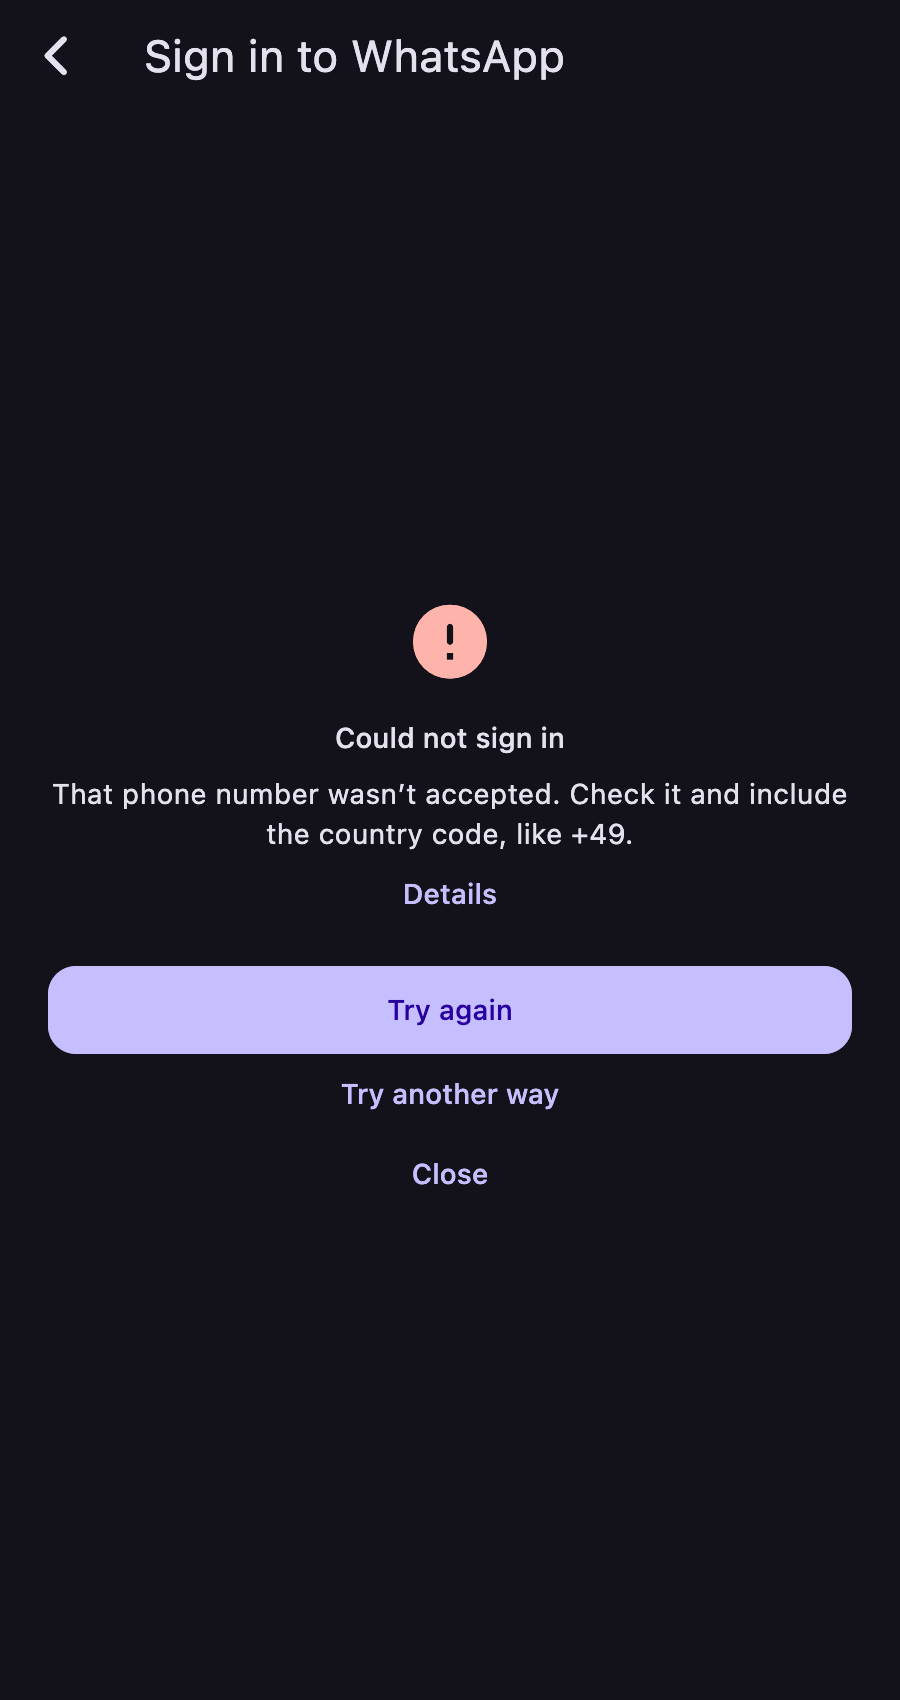 Sign in to WhatsApp
!
Could not sign in
That phone number wasn’t accepted. Check it and include
the country code, like +49.
Details
Try again
Try another way
Close